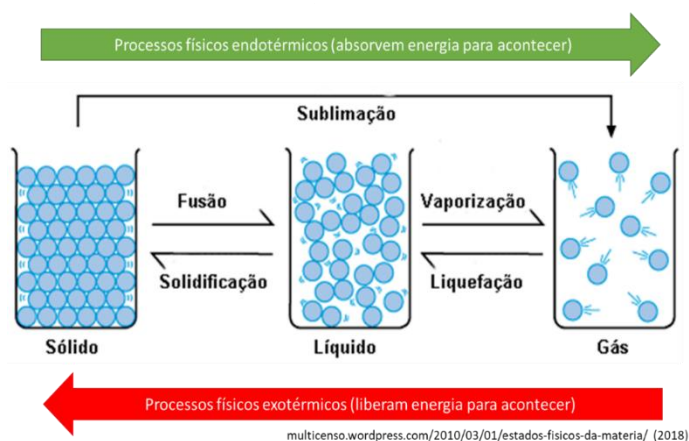 Processos físicos endotérmicos (absorvem energia para acontecer)
Sublimação
Fusão
Vaporização
Solidificação
Liquefação
Sólido
Líquido
Gás
Processos físicos exotérmicos (liberam energia para acontecer)
multicenso.wordpress.com/2010/03/01/estados-fisicos-da-materia/ (2018)